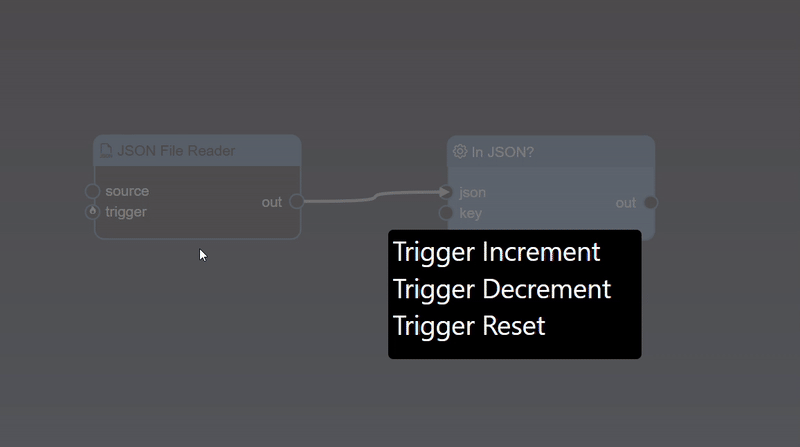 JSON File Reader
source
trigger
out
In JSON?
json
key
out
Trigger Increment
Trigger Decrement
Trigger Reset